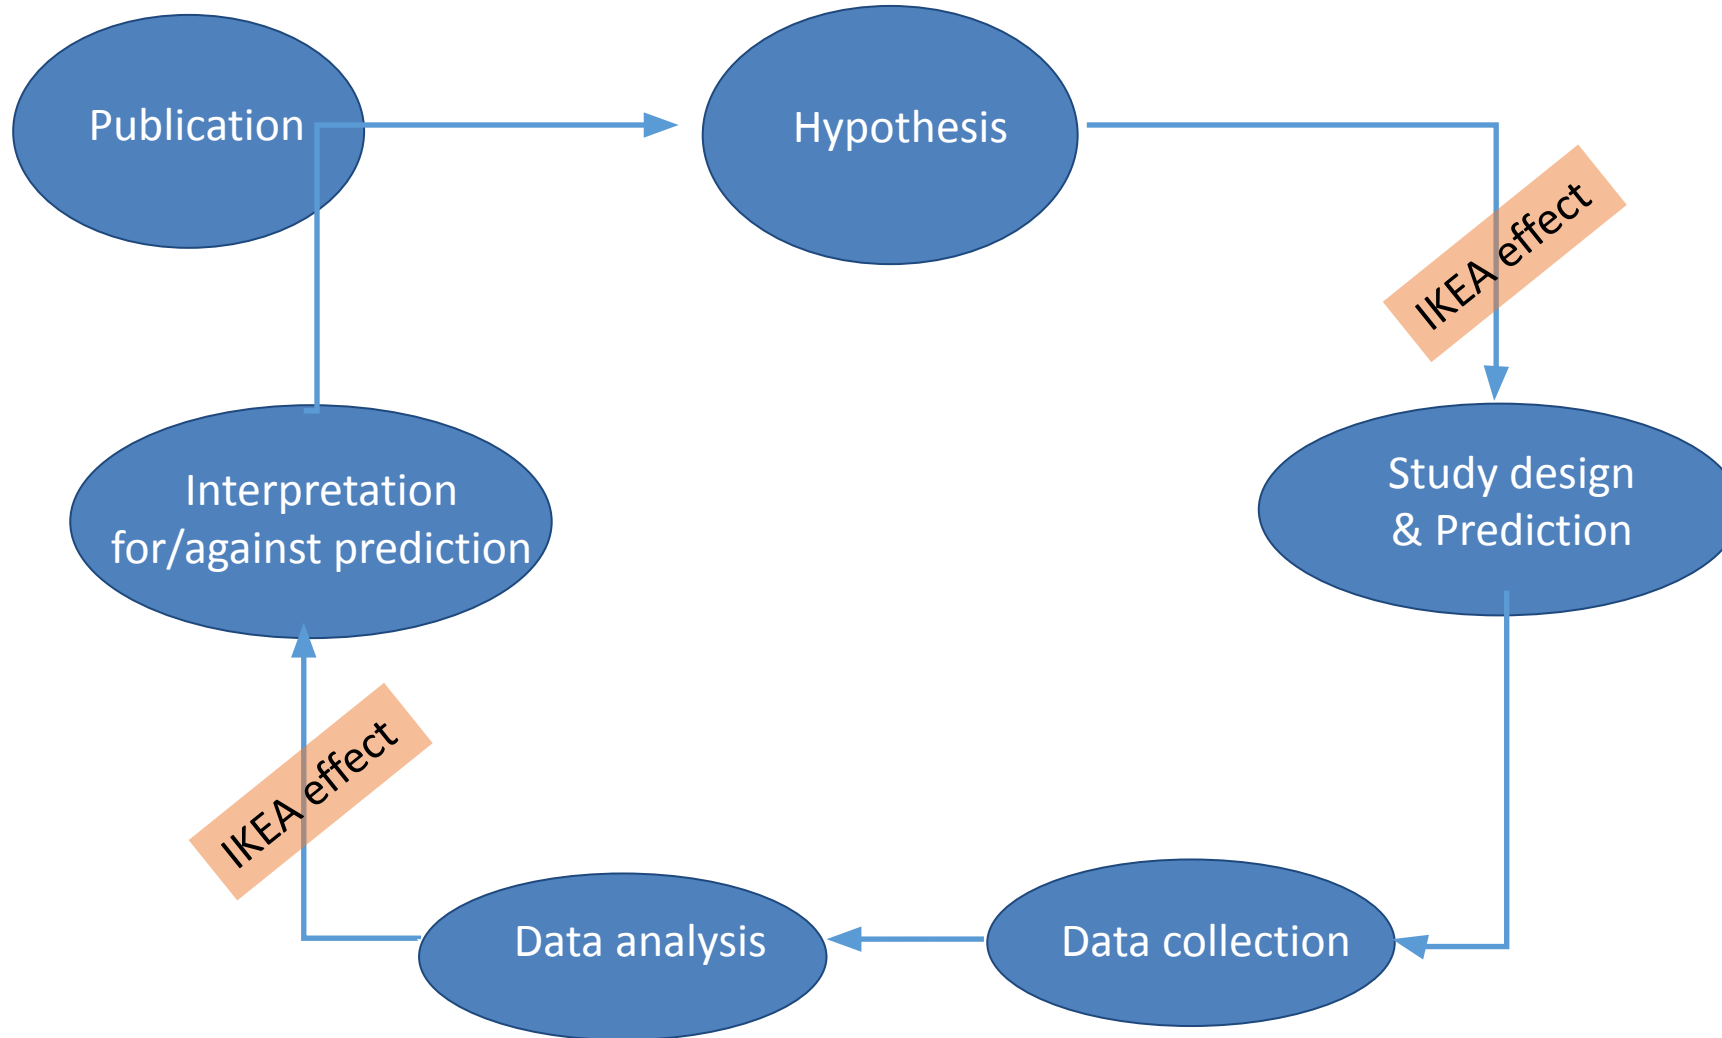 Publication
Hypothesis
IKEA effect
Study design
& Prediction
Interpretation
for/against prediction
IKEA effect
Data analysis
Data collection